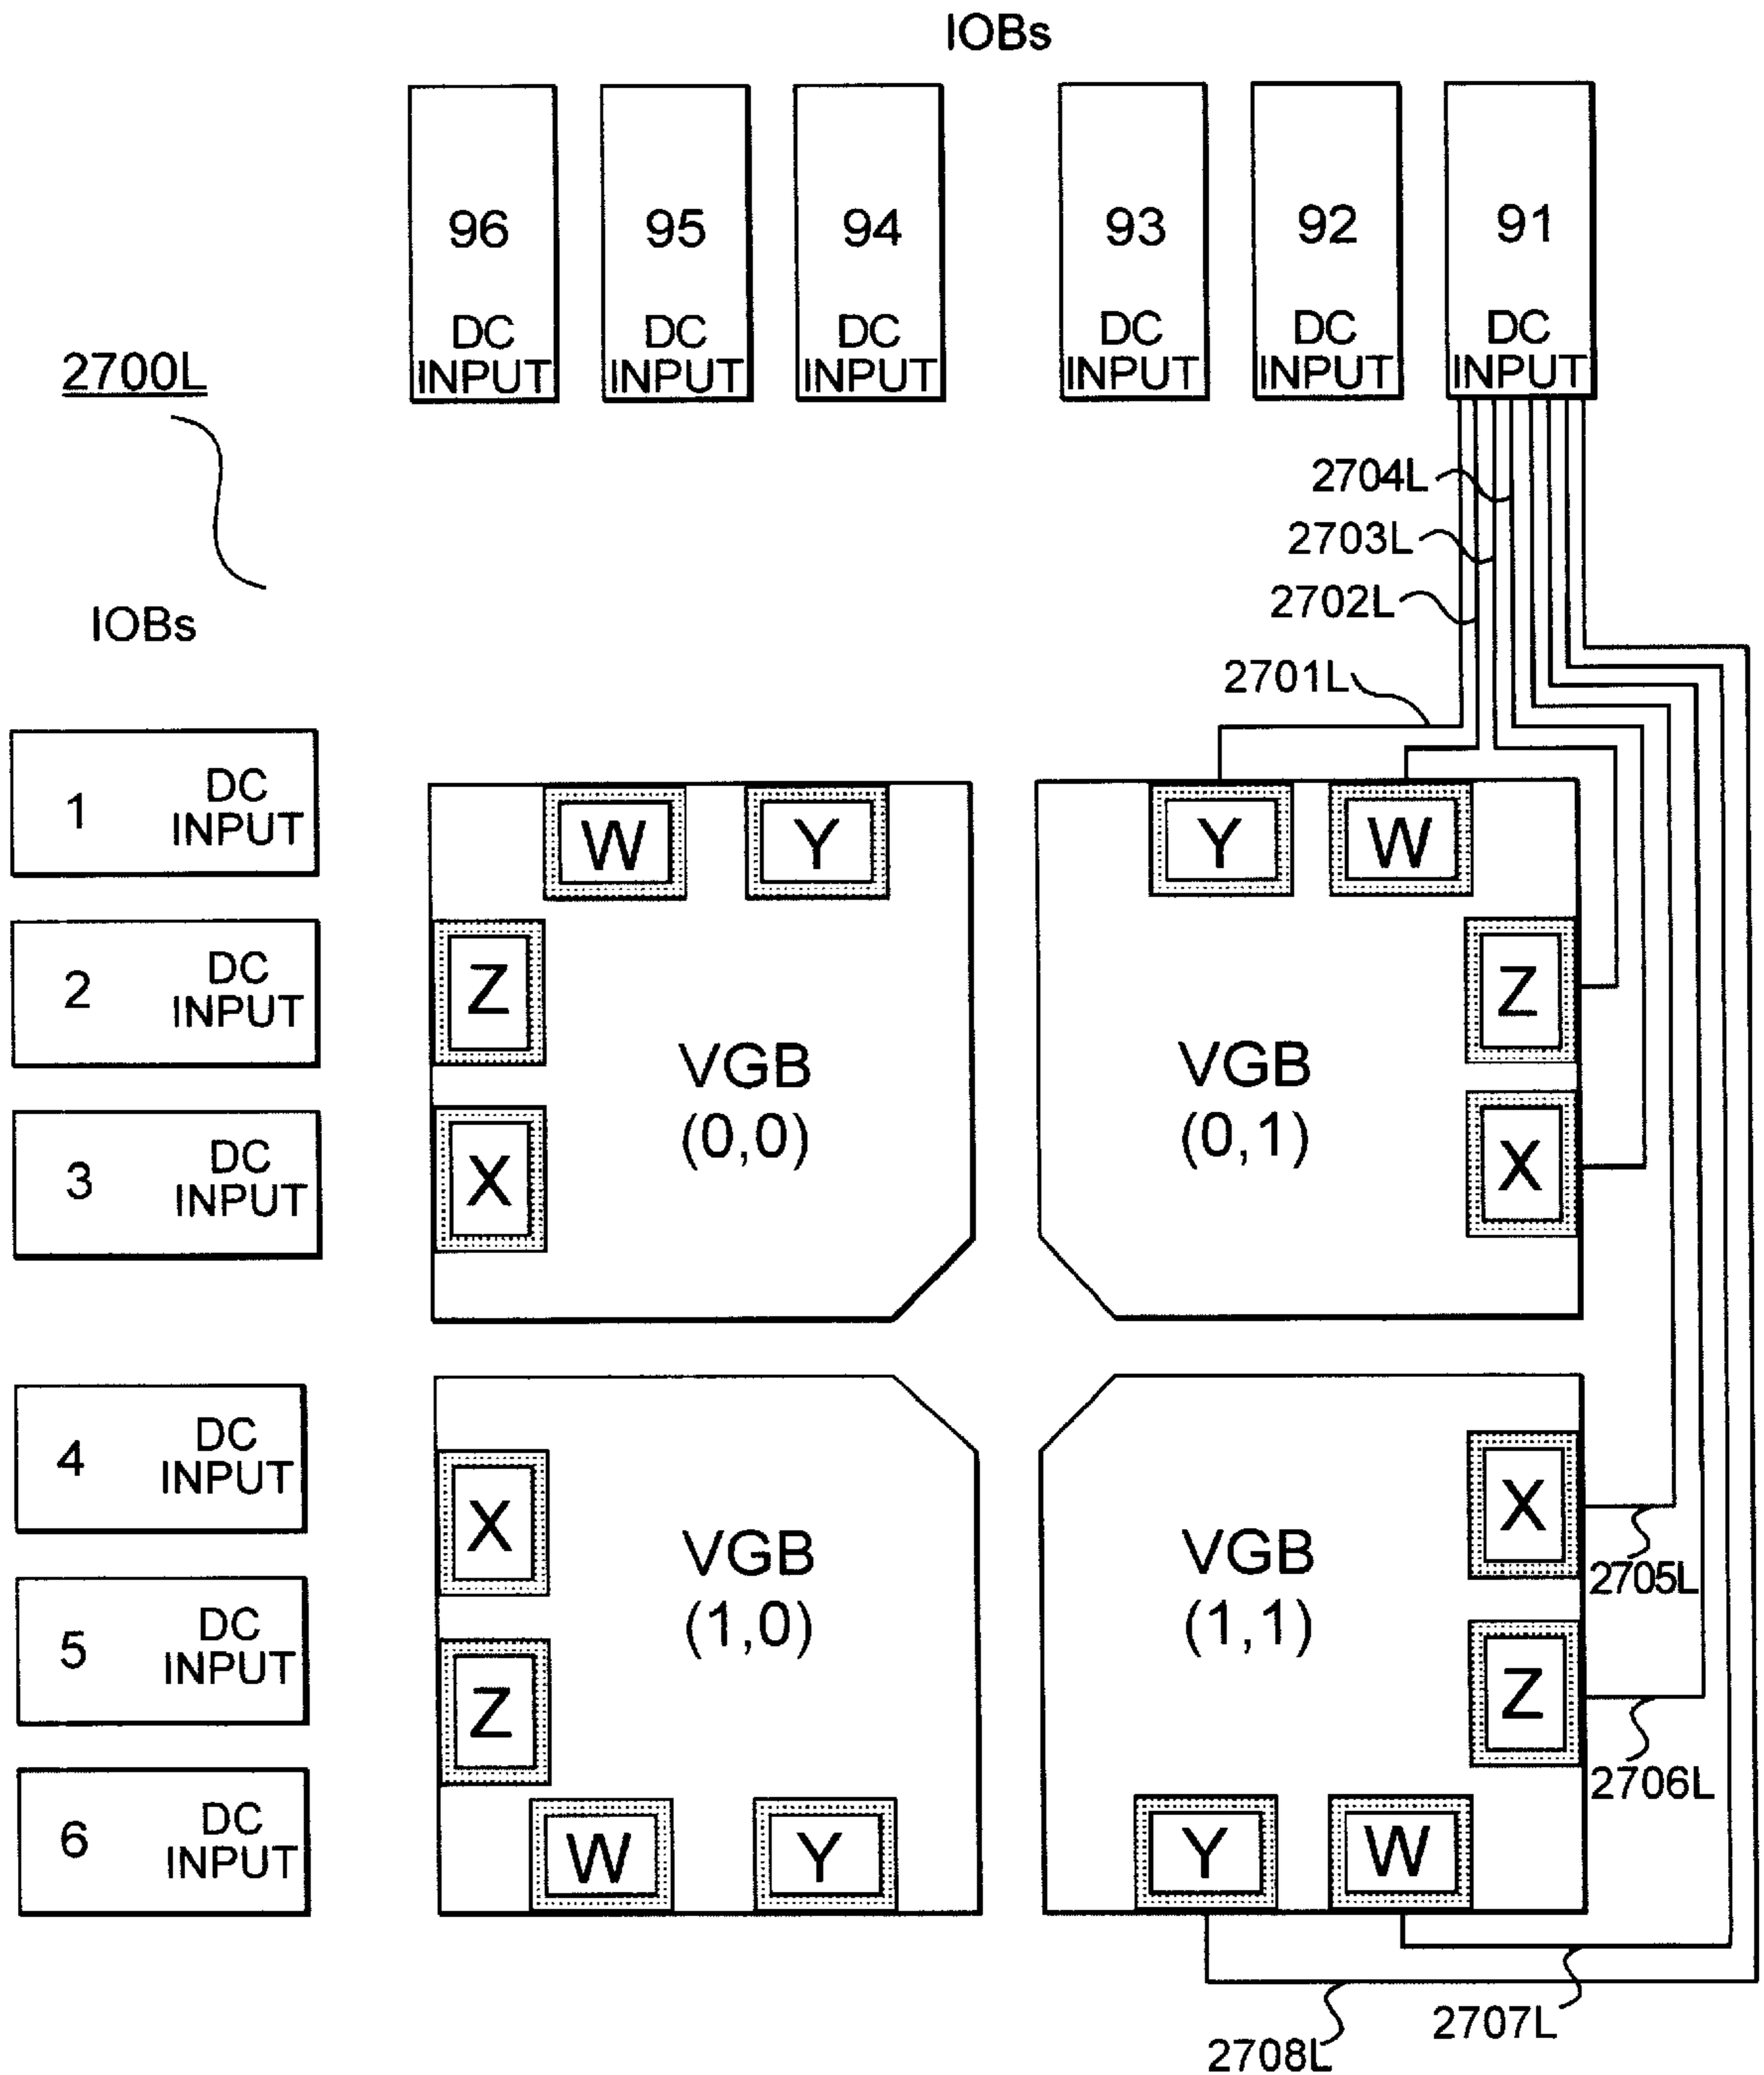 IOBs
96
DC
INPUT
95
DC
INPUT
94
DC
INPUT
93
DC
INPUT
92
DC
INPUT
91
DC
INPUT
2700L
2704L
2703L
2702L
2701L
IOBs
1
DC
INPUT
2
DC
INPUT
3
DC
INPUT
4
DC
INPUT
5
DC
INPUT
6
DC
INPUT
W
Y
Z
X
VGB
(0,0)
Y
W
Z
X
VGB
(0,1)
X
Z
W
Y
VGB
(1,0)
X
Z
Y
W
VGB
(1,1)
2705L
2706L
2707L
2708L